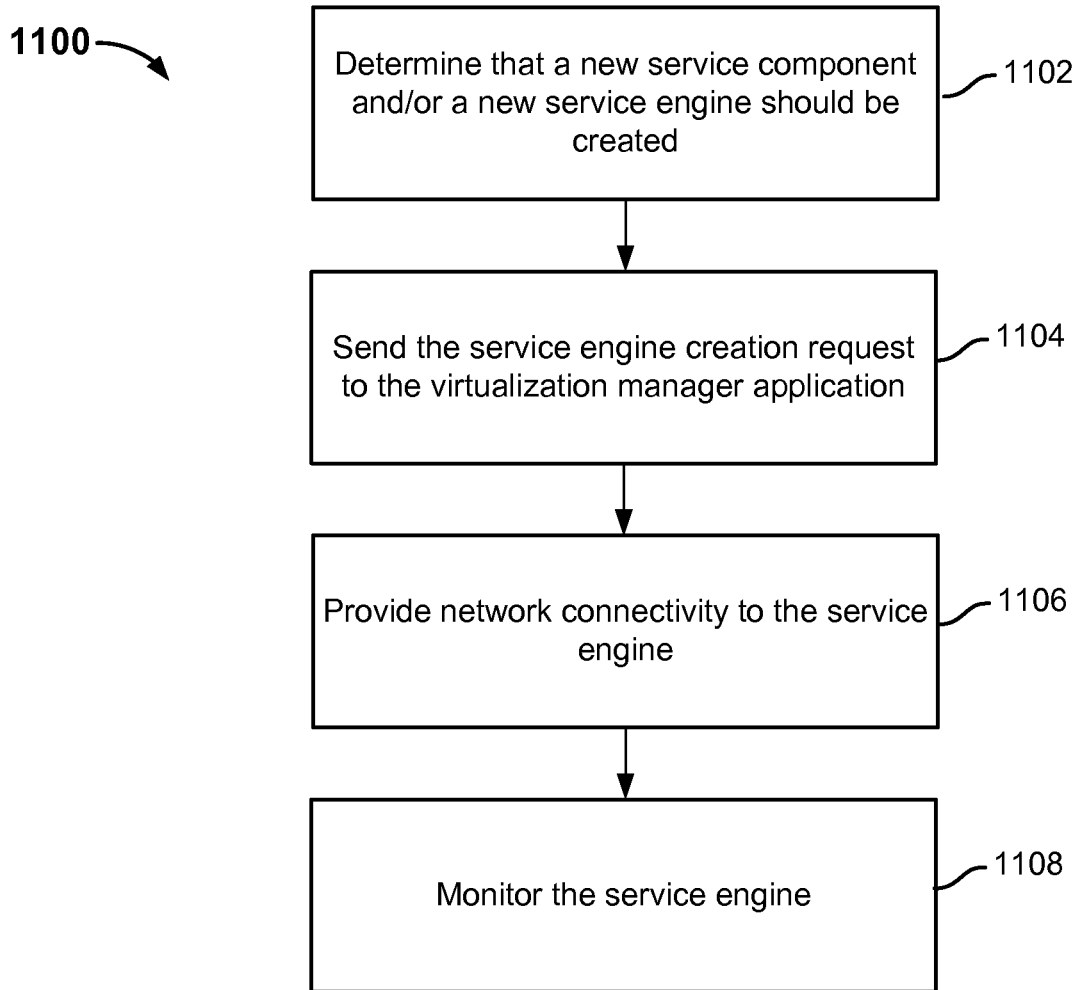 1100
Determine that a new service component
and/or a new service engine should be
created
1102
Send the service engine creation request
to the virtualization manager application
1104
Provide network connectivity to the service
engine
1106
Monitor the service engine
1108